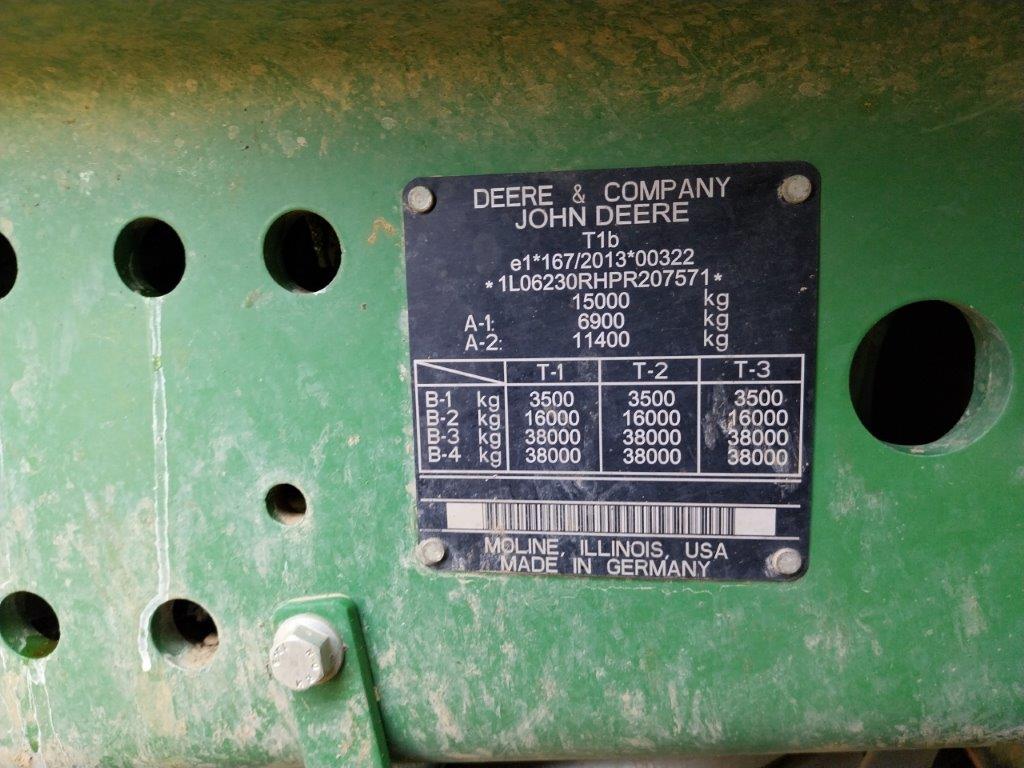 DEERE & COMPANY
JOHN DEERE
T1b
e1*167/2013*00322
*1L06230RHPR207571*
15000 kg
A-1: 6900 kg
A-2: 11400 kg
T-1 T-2 T-3
B-1 kg 3500 3500 3500
B-2 kg 16000 16000 16000
B-3 kg 38000 38000 38000
B-4 kg 38000 38000 38000
MOLINE, ILLINOIS, USA
MADE IN GERMANY